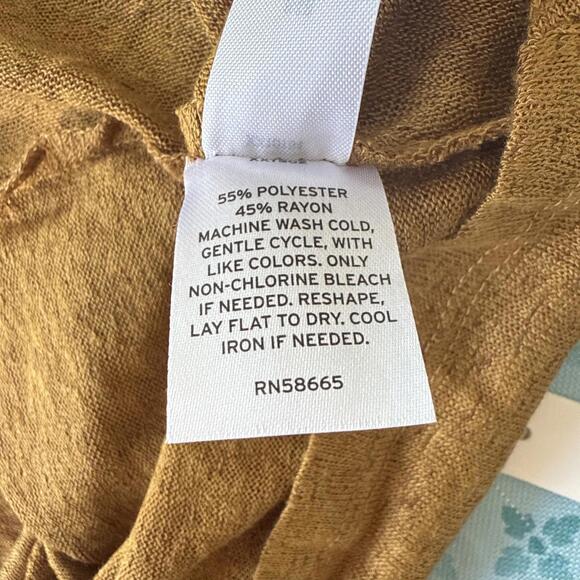 55% POLYESTER
45% RAYON
MACHINE WASH COLD,
GENTLE CYCLE, WITH
LIKE COLORS. ONLY
NON-CHLORINE BLEACH
IF NEEDED. RESHAPE,
LAY FLAT TO DRY. COOL
IRON IF NEEDED.
RN58665